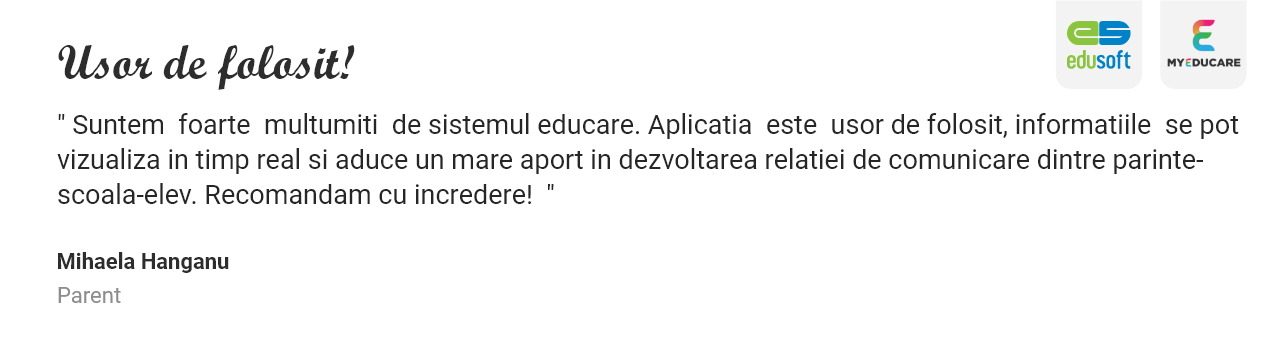 Usor de folosit!
edusoft
MYEDUCARE
" Suntem foarte multumiti de sistemul educare. Aplicatia este usor de folosit, informatiile se pot
vizualiza in timp real si aduce un mare aport in dezvoltarea relatiei de comunicare dintre parinte-
scoala-elev. Recomandam cu incredere! "
Mihaela Hanganu
Parent